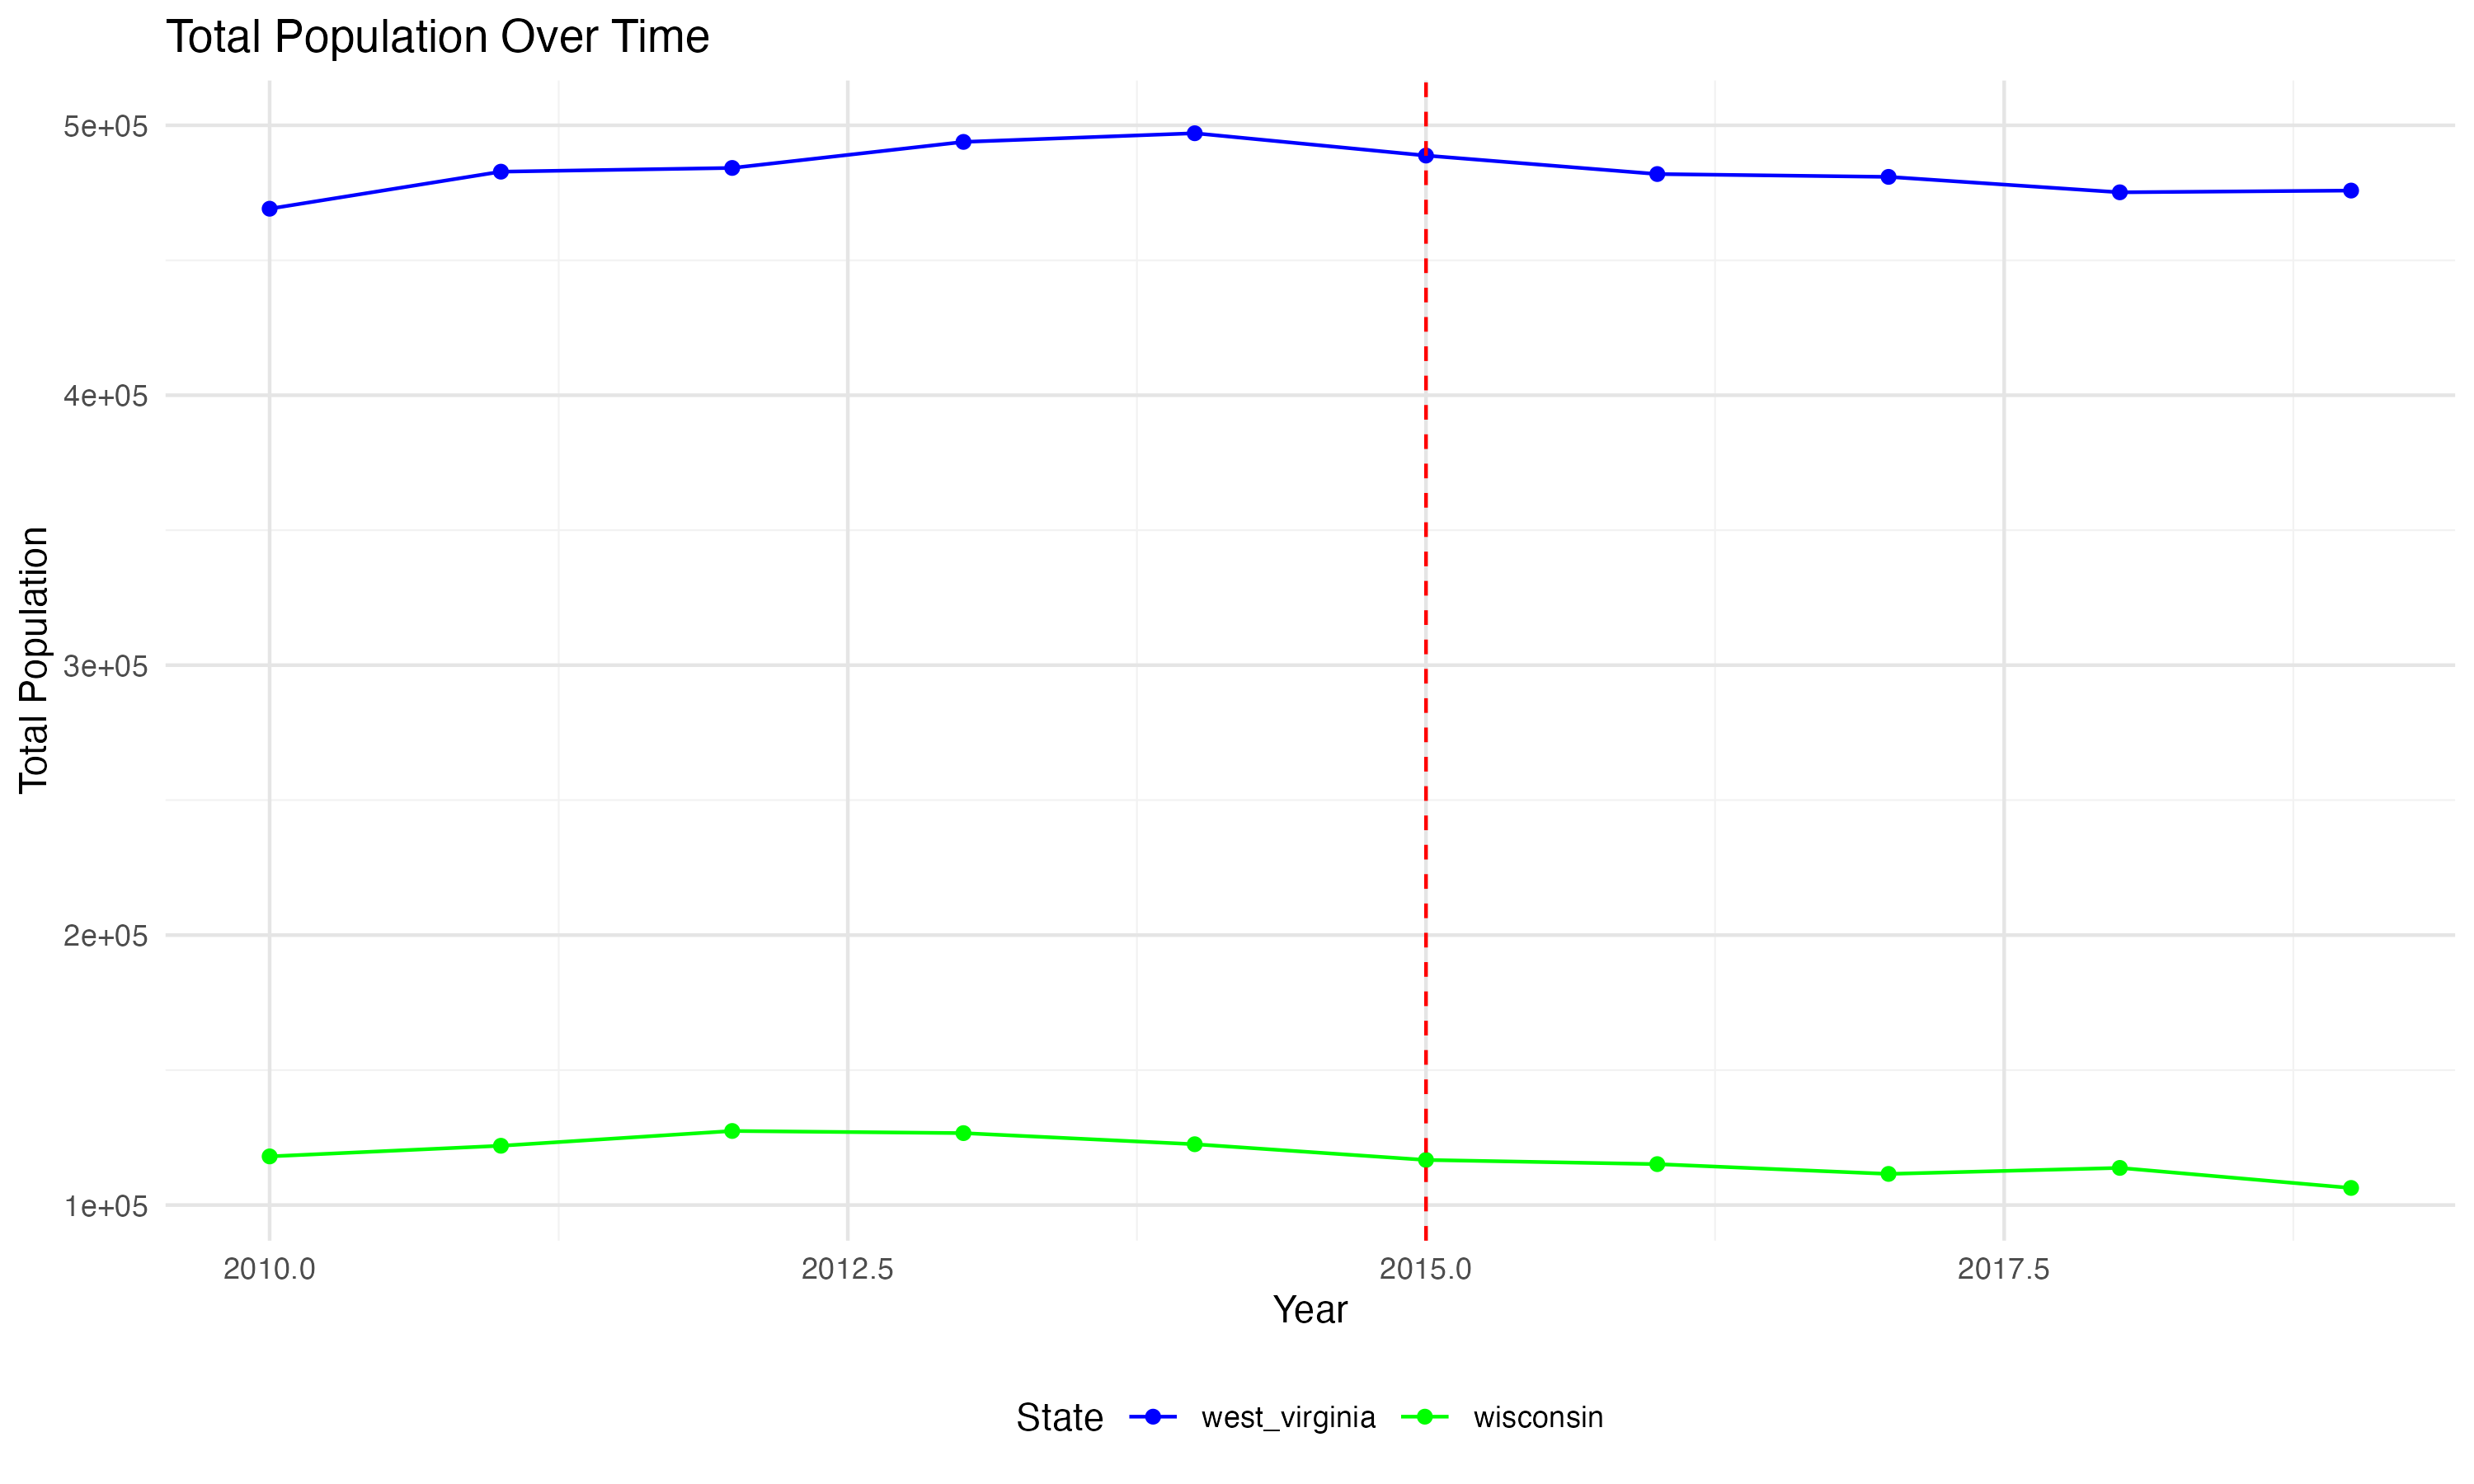 Total Population Over Time
Total Population
5e+05
4e+05
3e+05
2e+05
1e+05
2010.0 2012.5 2015.0 2017.5
Year
State west_virginia wisconsin